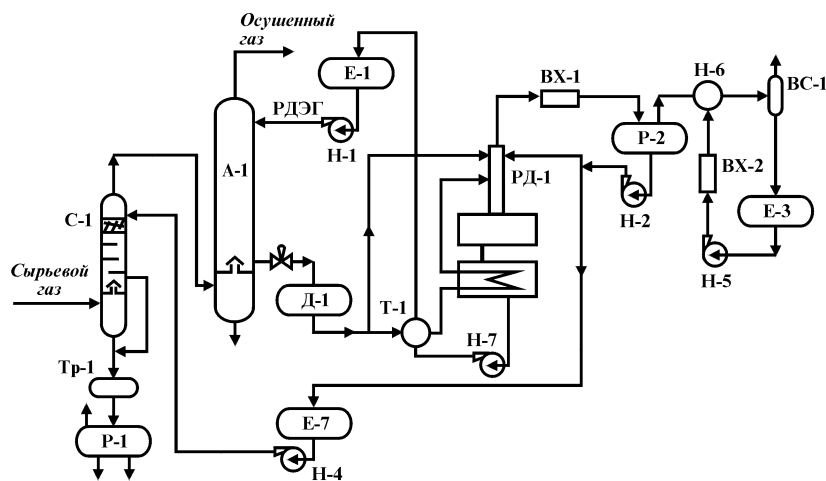 Осушенный
газ
Е-1
ВХ-1
Н-6
ВС-1
РДЭГ
Н-1
Р-2
А-1
РД-1
ВХ-2
Н-2
С-1
Е-3
Н-5
Сырьевой
газ
Д-1
Т-1
Н-7
Тр-1
Е-7
Р-1
Н-4